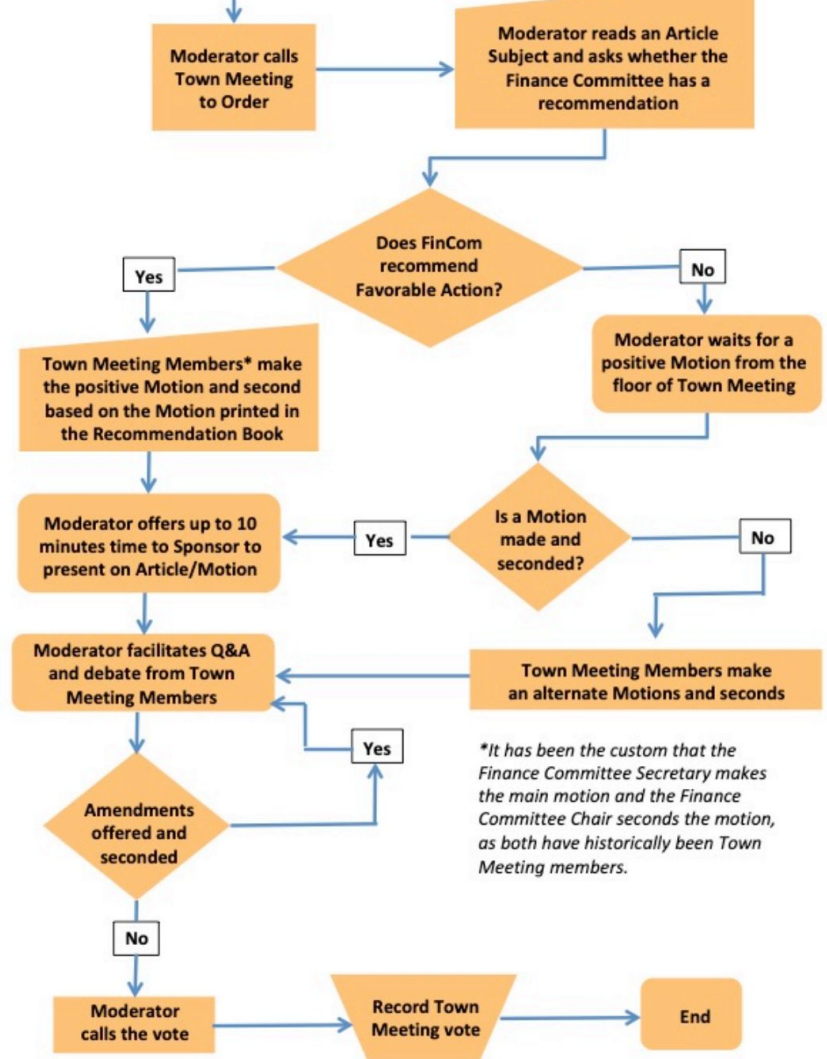 Moderator calls
Town Meeting
to Order
Moderator reads an Article
Subject and asks whether the
Finance Committee has a
recommendation
Does FinCom
recommend
Favorable Action?
Yes
No
Town Meeting Members* make
the positive Motion and second
based on the Motion printed in
the Recommendation Book
Moderator waits for a
positive Motion from the
floor of Town Meeting
Is a Motion
made and
seconded?
Yes
No
Moderator offers up to 10
minutes time to Sponsor to
present on Article/Motion
Moderator facilitates Q&A
and debate from Town
Meeting Members
Town Meeting Members make
an alternate Motions and seconds
Yes
*It has been the custom that the
Finance Committee Secretary makes
the main motion and the Finance
Committee Chair seconds the motion,
as both have historically been Town
Meeting members.
Amendments
offered and
seconded
No
Moderator
calls the vote
Record Town
Meeting vote
End